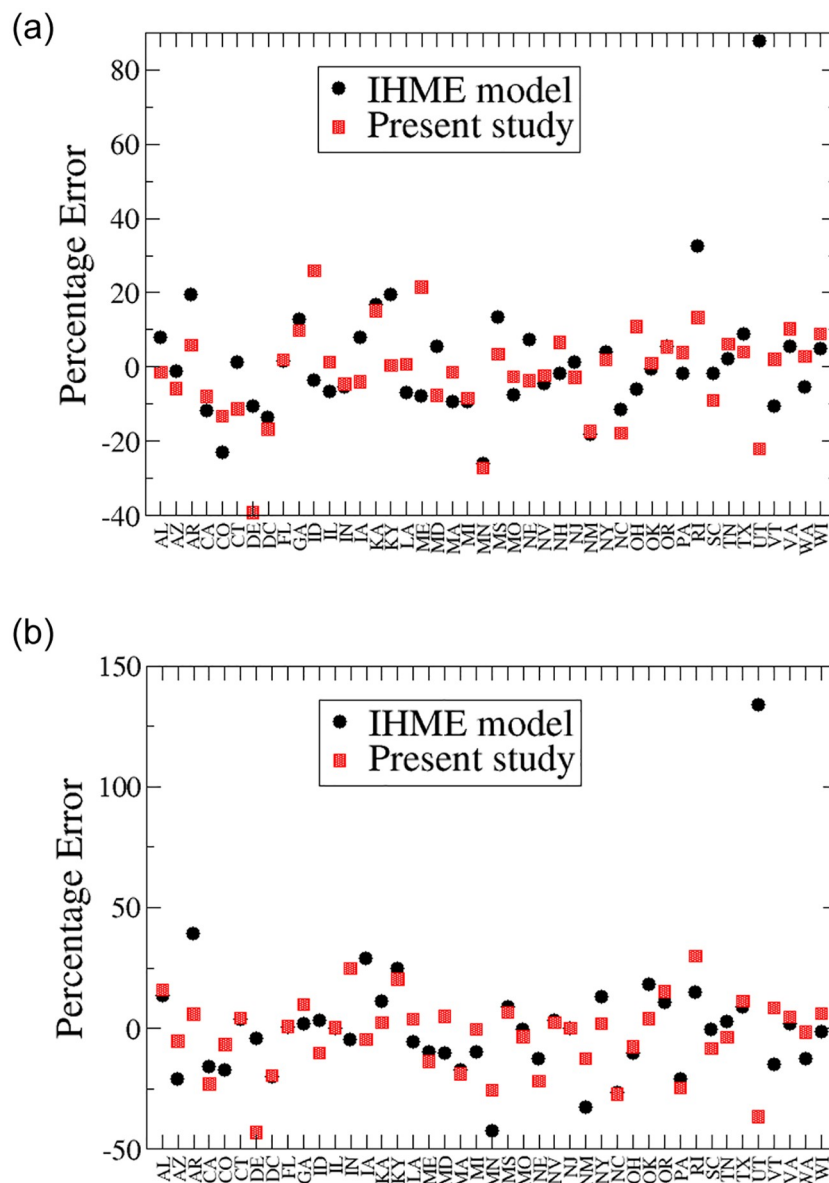 (a)
80
60
40
20
0
-20
-40
Percentage Error
IHME model
Present study
AL AZ AR CA CO CT DE DC FL GA ID IL IN IA KA KY LA ME MD MA MI MN MS MO NE NV NH NJ NM NY NC OH OK OR PA RI SC TN TX UT VT VA WA WI
(b)
150
100
50
0
-50
Percentage Error
IHME model
Present study
AL AZ AR CA CO CT DE DC FL GA ID IL IN IA KA KY LA ME MD MA MI MN MS MO NE NV NJ NM NY NC OH OK OR PA RI SC TN TX UT VT VA WA WI